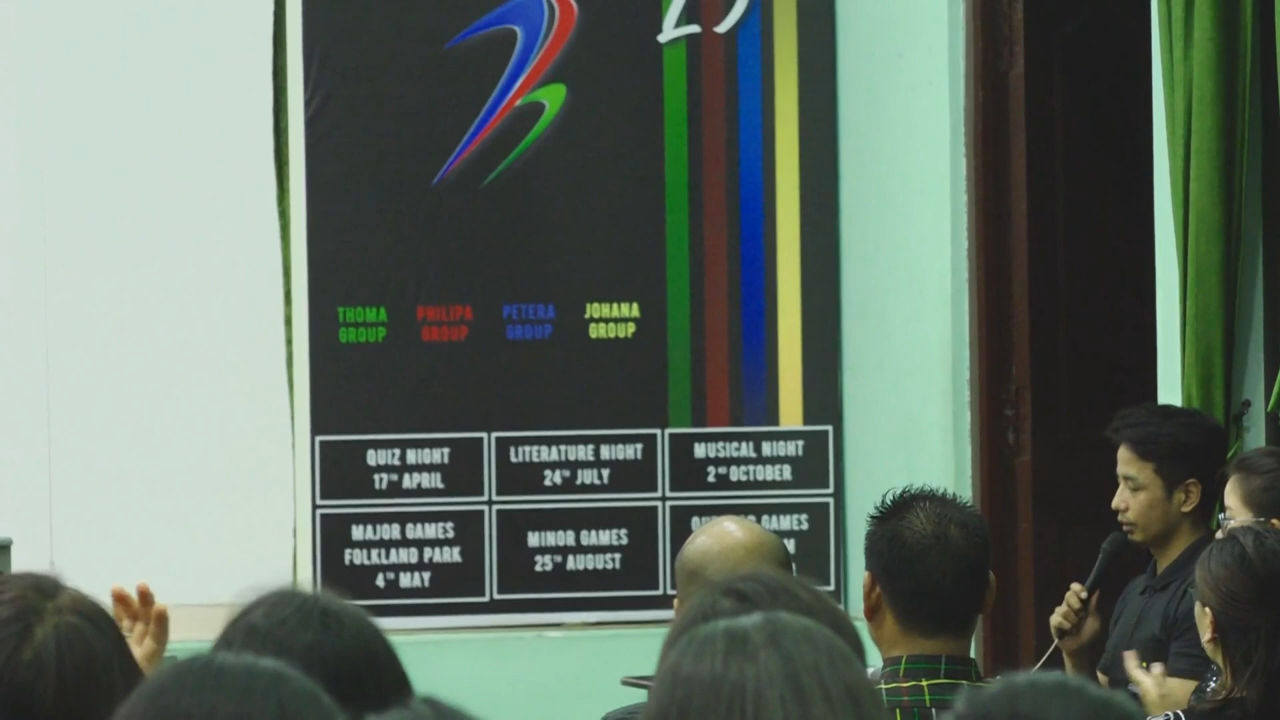 THOMA
GROUP
PHILIPA
GROUP
PETERA
GROUP
JOHANA
GROUP
QUIZ NIGHT
17TH APRIL
LITERATURE NIGHT
24TH JULY
MUSICAL NIGHT
2ND OCTOBER
MAJOR GAMES
FOLKLAND PARK
4TH MAY
MINOR GAMES
25TH AUGUST
GAMES